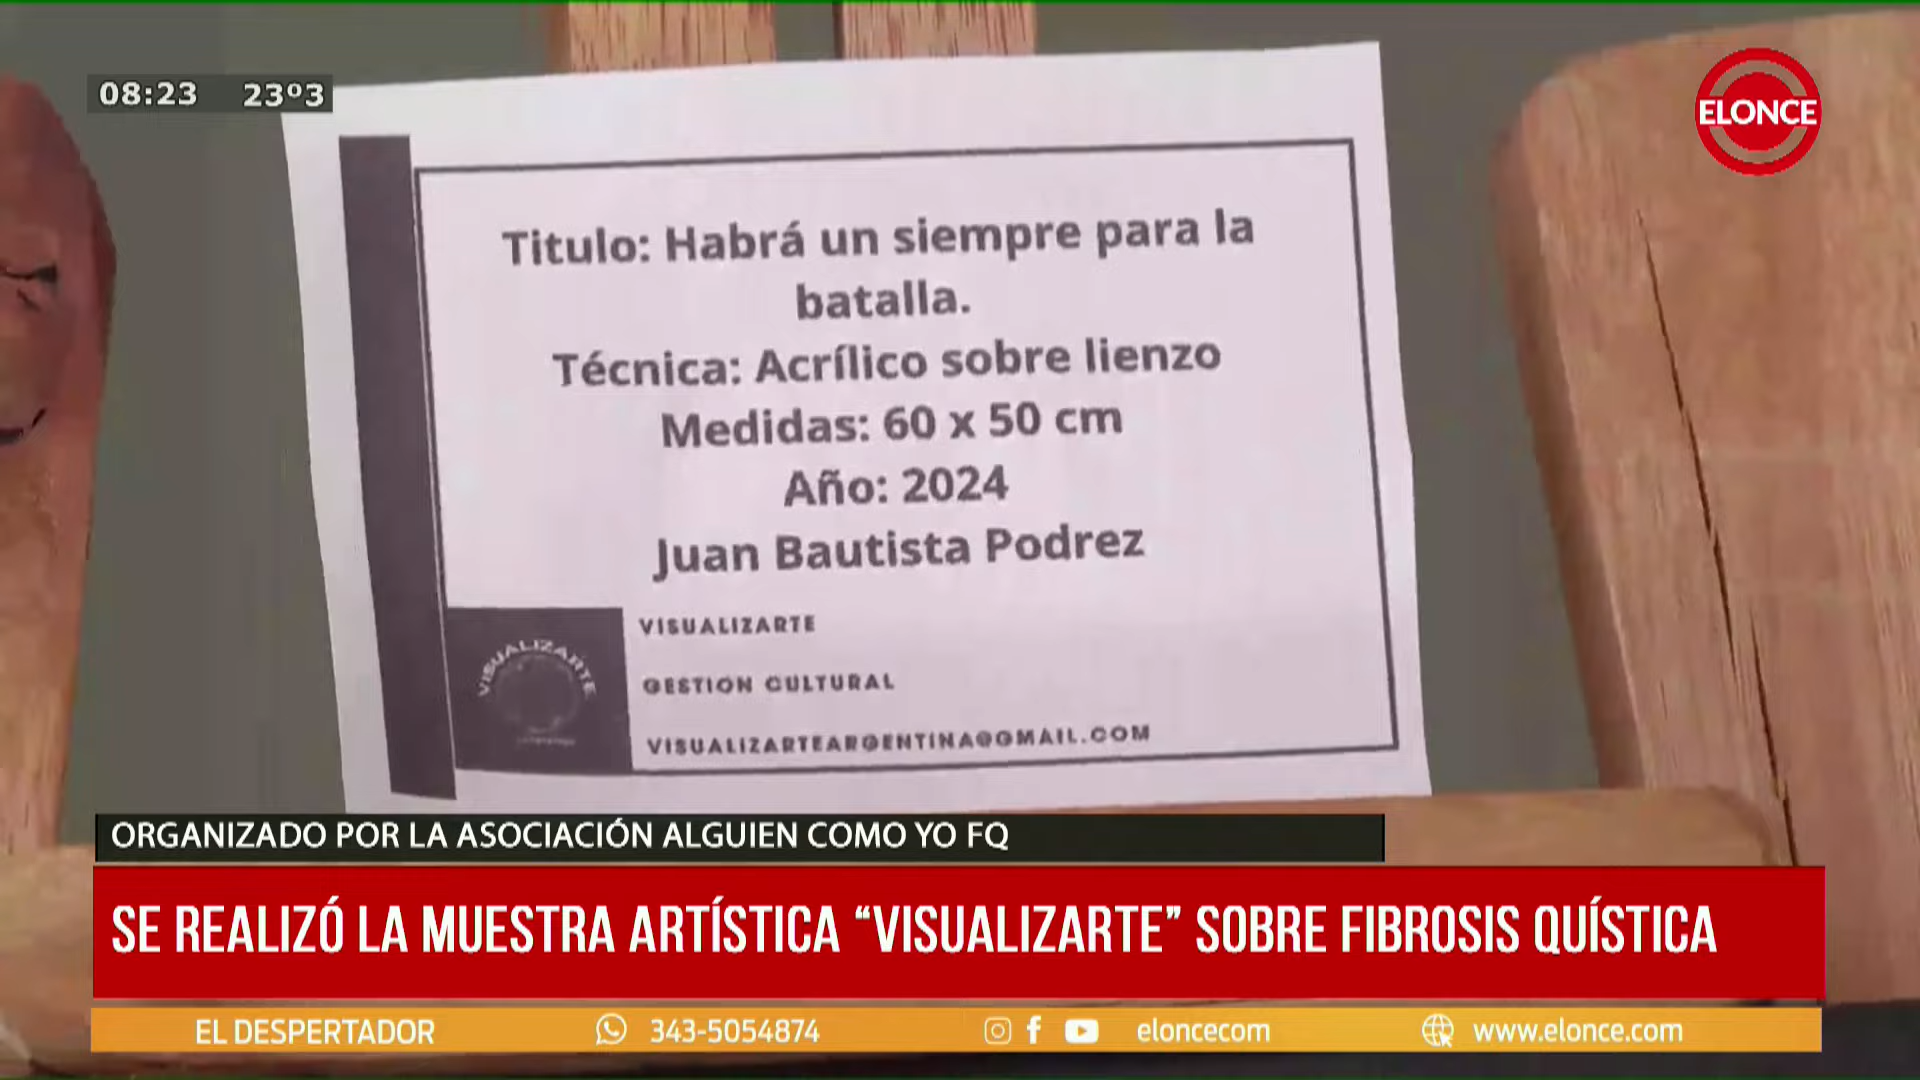 08:23 23º3
ELONCE
Titulo: Habrá un siempre para la
batalla.
Técnica: Acrílico sobre lienzo
Medidas: 60 x 50 cm
Año: 2024
Juan Bautista Podrez
VISUALIZARTE
VISUALIZARTE
GESTION CULTURAL
VISUALIZARTEARGENTINA@GMAIL.COM
ORGANIZADO POR LA ASOCIACIÓN ALGUIEN COMO YO FQ
SE REALIZÓ LA MUESTRA ARTÍSTICA “VISUALIZARTE” SOBRE FIBROSIS QUÍSTICA
EL DESPERTADOR 343-5054874 eloncecom www.elonce.com